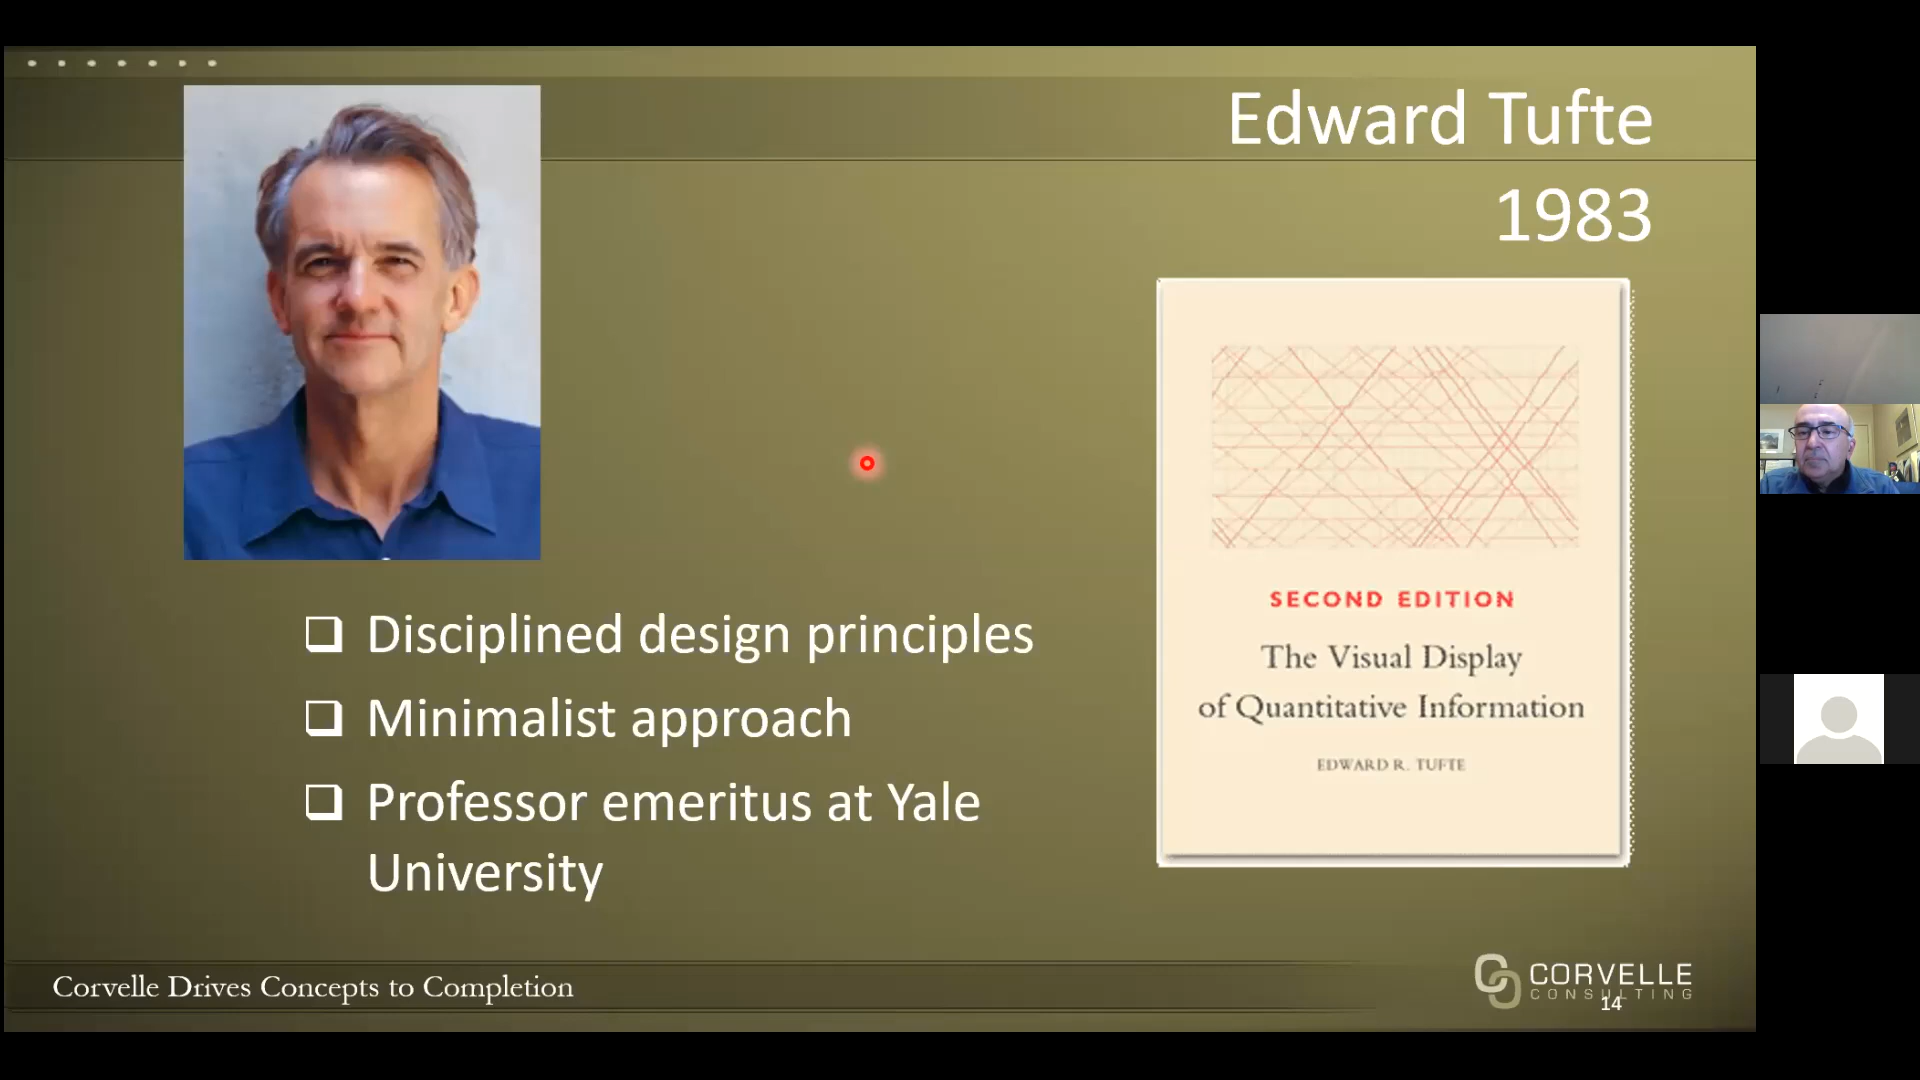 Edward Tufte
1983
SECOND EDITION
The Visual Display
of Quantitative Information
EDWARD R. TUFTE
Disciplined design principles
Minimalist approach
Professor emeritus at Yale
University
Corvelle Drives Concepts to Completion
CORVELLE
CONSULTING
14